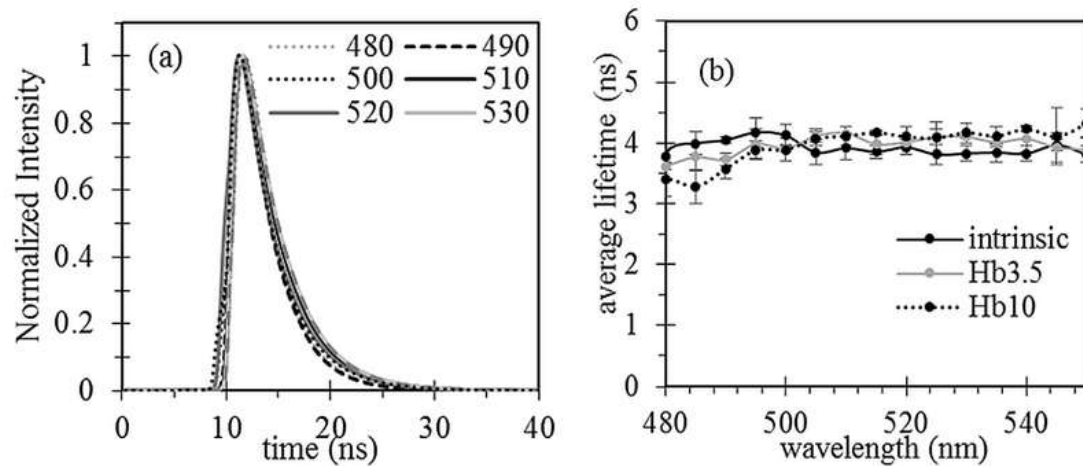 (a)
480 490
500 510
520 530
Normalized Intensity
1
0.8
0.6
0.4
0.2
0
0 10 20 30 40
time (ns)
(b)
6
5
4
3
2
1
0
average lifetime (ns)
intrinsic
Hb3.5
Hb10
480 500 520 540
wavelength (nm)